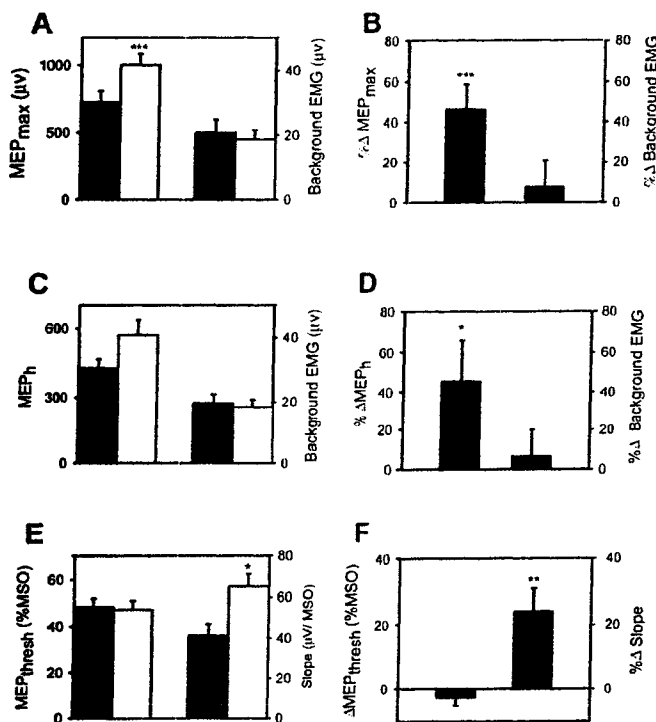 A
MEPmax (μv)
1000
500
0
***
40
20
0
Background EMG (μv)
B
%Δ MEPmax
80
60
40
20
0
***
80
60
40
20
0
%Δ Background EMG
C
MEPh
600
300
0
40
20
0
Background EMG (μv)
D
% ΔMEPh
80
60
40
20
0
*
80
60
40
20
0
%Δ Background EMG
E
MEPthresh (%MSO)
60
40
20
0
*
80
60
40
20
0
Slope (μV/ MSO)
F
ΔMEPthresh (%MSO)
40
20
0
**
40
20
0
%Δ Slope